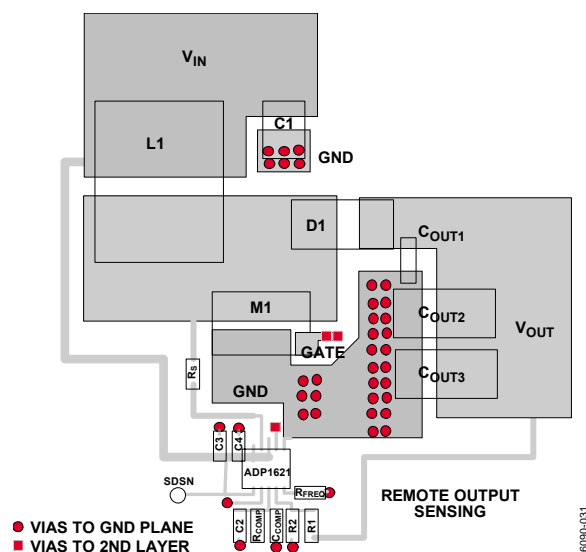 VIN
C1
L1
GND
D1
COUT1
M1
COUT2
VOUT
GATE
RS
COUT3
GND
C3
C4
ADP1621
SDSN
RFREQ
REMOTE OUTPUT
SENSING
C2
RCOMP
CCOMP
R2
R1
VIAS TO GND PLANE
VIAS TO 2ND LAYER
06090-031